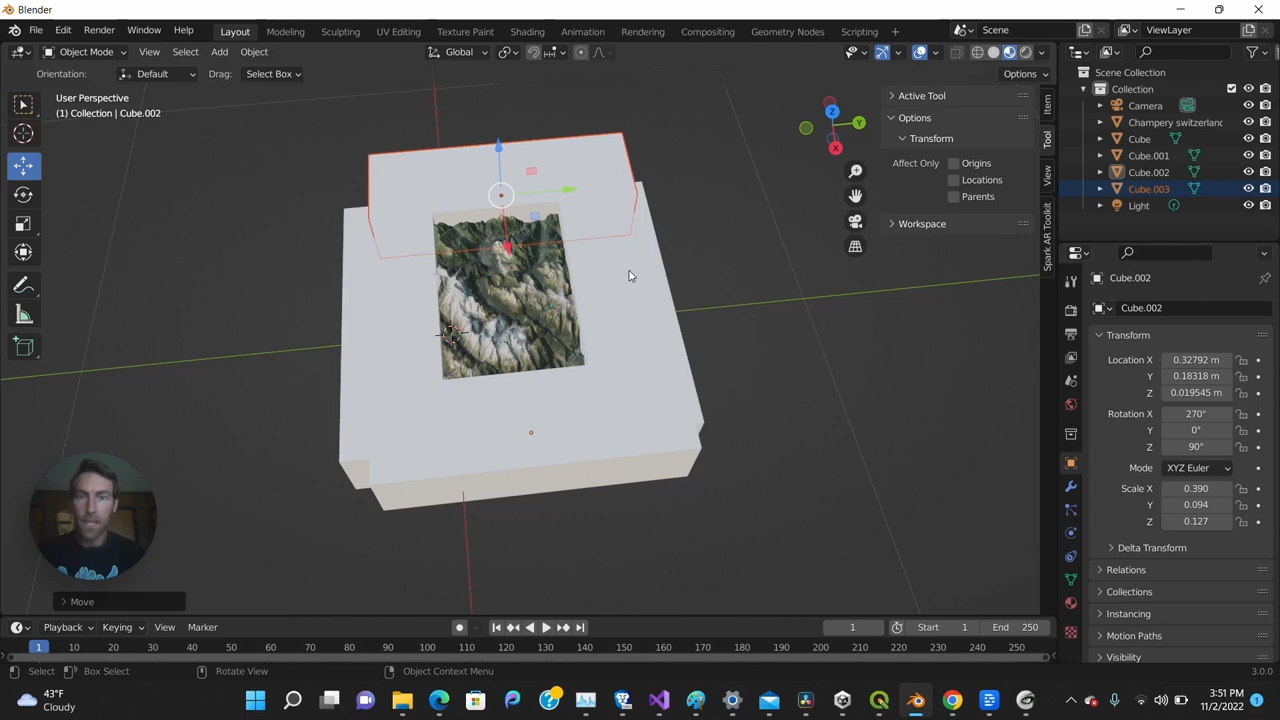 Blender
File Edit Render Window Help Layout Modeling Sculpting UV Editing Texture Paint Shading Animation Rendering Compositing Geometry Nodes Scripting + Scene ViewLayer
Object Mode View Select Add Object Global
Orientation: Default Drag: Select Box Options
User Perspective
(1) Collection | Cube.002
Z
Y
X
Active Tool
Options
Transform
Affect Only Origins
Locations
Parents
Workspace
Item
Tool
View
Spark AR Toolkit
Scene Collection
Collection
Camera
Champery switzerlanc
Cube
Cube.001
Cube.002
Cube.003
Light
Cube.002
Cube.002
Transform
Location X 0.32792 m
Y 0.18318 m
Z 0.019545 m
Rotation X 270°
Y 0°
Z 90°
Mode XYZ Euler
Scale X 0.390
Y 0.094
Z 0.127
Delta Transform
Relations
Collections
Instancing
Motion Paths
Visibility
Move
Playback Keying View Marker 1 Start 1 End 250
1 10 20 30 40 50 60 70 80 90 100 110 120 130 140 150 160 170 180 190 200 210 220 230 240 250
Select Box Select Rotate View Object Context Menu 3.0.0
43°F
Cloudy
3:51 PM
11/2/2022